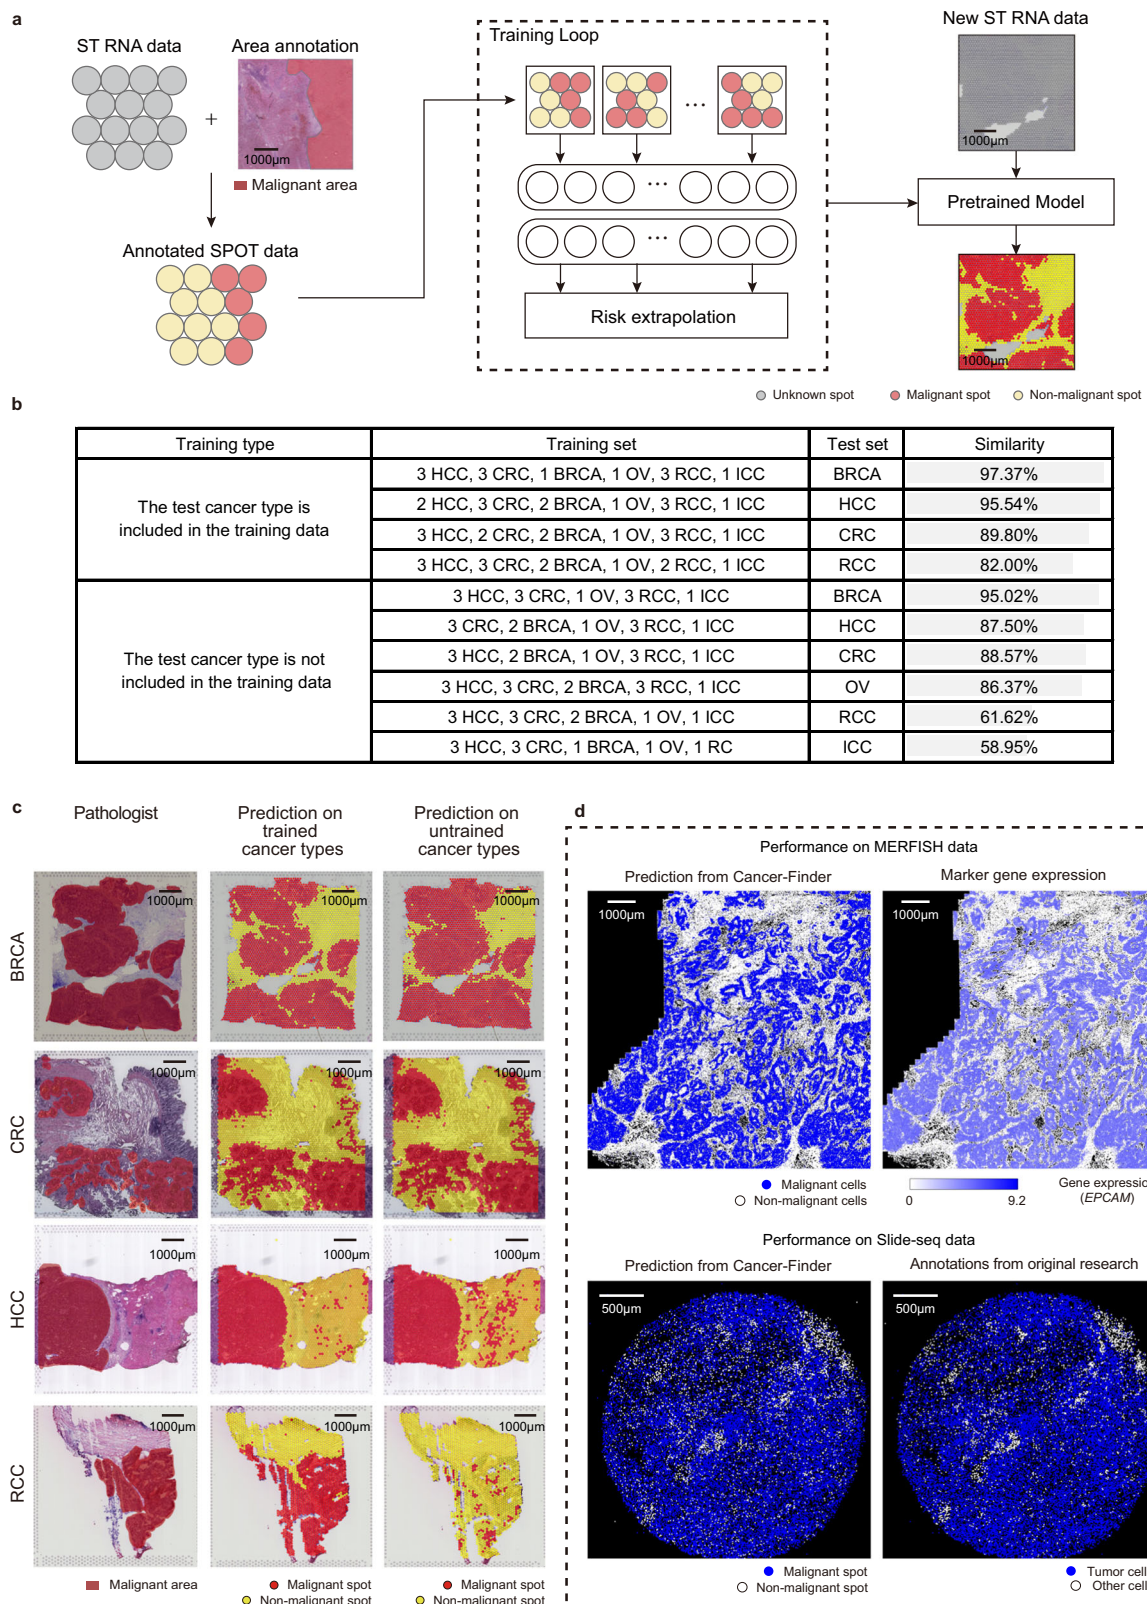 a
ST RNA data
Area annotation
Training Loop
New ST RNA data
+
1000μm
Malignant area
Annotated SPOT data
...
...
...
Risk extrapolation
1000μm
Pretrained Model
1000μm
Unknown spot
Malignant spot
Non-malignant spot
b
Training type Training set Test set Similarity
The test cancer type is
included in the training data
3 HCC, 3 CRC, 1 BRCA, 1 OV, 3 RCC, 1 ICC BRCA 97.37%
2 HCC, 3 CRC, 2 BRCA, 1 OV, 3 RCC, 1 ICC HCC 95.54%
3 HCC, 2 CRC, 2 BRCA, 1 OV, 3 RCC, 1 ICC CRC 89.80%
3 HCC, 3 CRC, 2 BRCA, 1 OV, 2 RCC, 1 ICC RCC 82.00%
The test cancer type is not
included in the training data
3 HCC, 3 CRC, 1 OV, 3 RCC, 1 ICC BRCA 95.02%
3 CRC, 2 BRCA, 1 OV, 3 RCC, 1 ICC HCC 87.50%
3 HCC, 2 BRCA, 1 OV, 3 RCC, 1 ICC CRC 88.57%
3 HCC, 3 CRC, 2 BRCA, 3 RCC, 1 ICC OV 86.37%
3 HCC, 3 CRC, 2 BRCA, 1 OV, 1 ICC RCC 61.62%
3 HCC, 3 CRC, 1 BRCA, 1 OV, 1 RC ICC 58.95%
c
Pathologist
Prediction on
trained
cancer types
Prediction on
untrained
cancer types
BRCA
1000μm
1000μm
1000μm
CRC
1000μm
1000μm
1000μm
HCC
1000μm
1000μm
1000μm
RCC
1000μm
1000μm
1000μm
Malignant area
Malignant spot
Non-malignant spot
Malignant spot
Non-malignant spot
d
Performance on MERFISH data
Prediction from Cancer-Finder
Marker gene expression
1000μm
1000μm
Malignant cells
Non-malignant cells
0 9.2
Gene expression
(EPCAM)
Performance on Slide-seq data
Prediction from Cancer-Finder
Annotations from original research
500μm
500μm
Malignant spot
Non-malignant spot
Tumor cell
Other cell